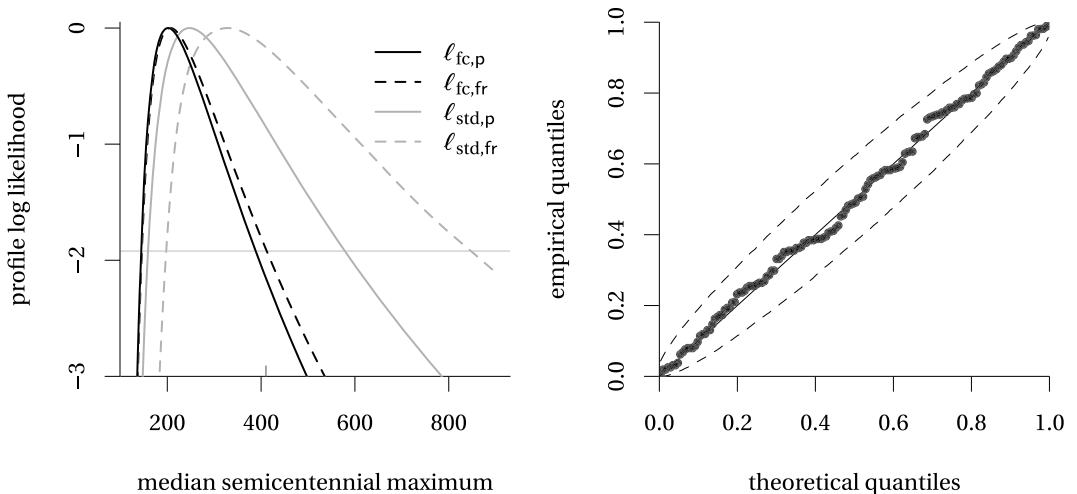 0
−1
−2
−3
profile log likelihood
200
400
600
800
median semicentennial maximum
ℓfc,p
ℓfc,fr
ℓstd,p
ℓstd,fr
1.0
0.8
0.6
0.4
0.2
0.0
empirical quantiles
0.0
0.2
0.4
0.6
0.8
1.0
theoretical quantiles